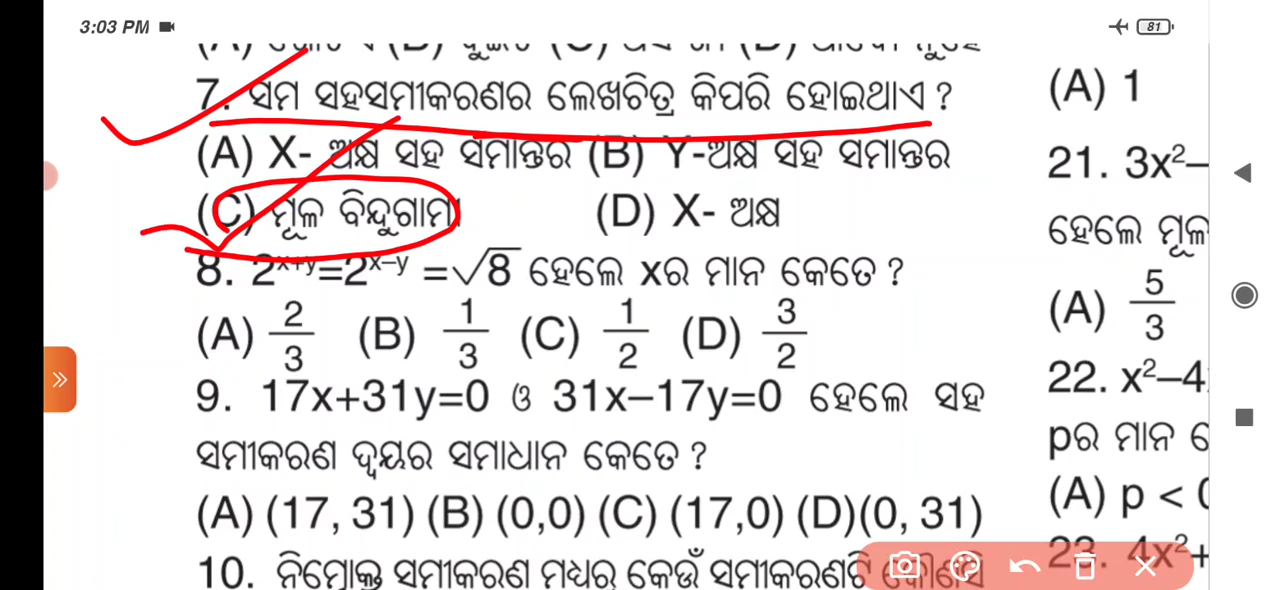 3:03 PM
81
7. ସମ ସହସମୀକରଣର ଲେଖଚିତ୍ର କିପରି ହୋଇଥାଏ ?
(A) X- ଅକ୍ଷ ସହ ସମାନ୍ତର (B) Y-ଅକ୍ଷ ସହ ସମାନ୍ତର
(C) ମୂଳ ବିନ୍ଦୁଗାମୀ (D) X- ଅକ୍ଷ
8. 2^{x+y}=2^{x–y} =√8 ହେଲେ xର ମାନ କେତେ ?
(A) 2/3 (B) 1/3 (C) 1/2 (D) 3/2
9. 17x+31y=0 ଓ 31x–17y=0 ହେଲେ ସହ
ସମୀକରଣ ଦ୍ୱୟର ସମାଧାନ କେତେ ?
(A) (17, 31) (B) (0,0) (C) (17,0) (D)(0, 31)
10. ନିମ୍ନୋକ୍ତ ସମୀକରଣ ମଧ୍ୟରୁ କେଉଁ ସମୀକରଣଟି
(A) 1
21. 3x²–
ହେଲେ ମୂଳ
(A) 5/3
22. x²–4
pର ମାନ
(A) p <
23. 4x²+